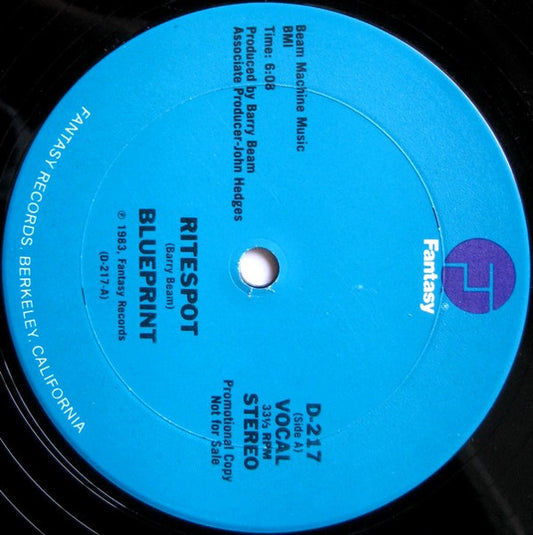 Fantasy®
Beam Machine Music
BMI
Time: 6:08
Produced by Barry Beam
Associate Producer-John Hedges
D-217
(Side A)
VOCAL
33⅓ RPM
STEREO
Promotional Copy
Not for Sale
RITESPOT
(Barry Beam)
BLUEPRINT
℗ 1983, Fantasy Records
(D-217-A)
FANTASY RECORDS, BERKELEY, CALIFORNIA